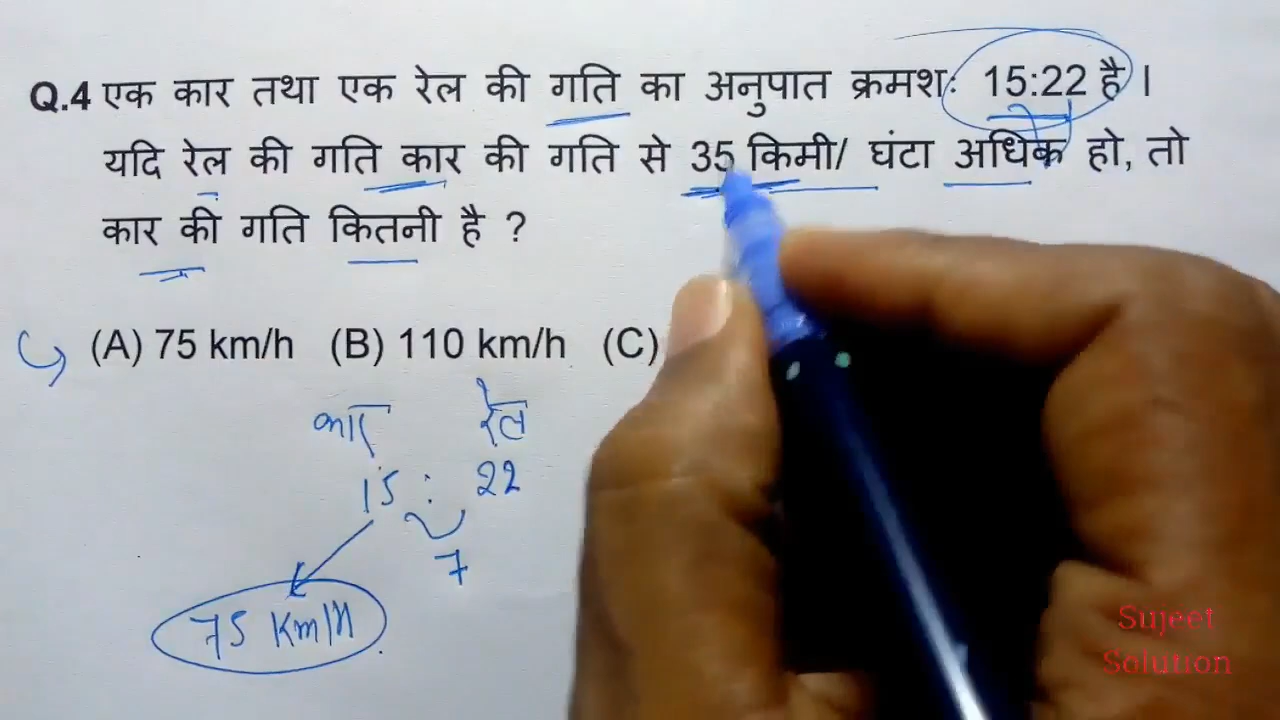 Q.4 एक कार तथा एक रेल की गति का अनुपात क्रमशः 15:22 है ।
यदि रेल की गति कार की गति से 35 किमी/ घंटा अधिक हो, तो
कार की गति कितनी है ?
(A) 75 km/h (B) 110 km/h (C)
कार रेल
15 : 22
7
75 Km/h
Sujeet
Solution